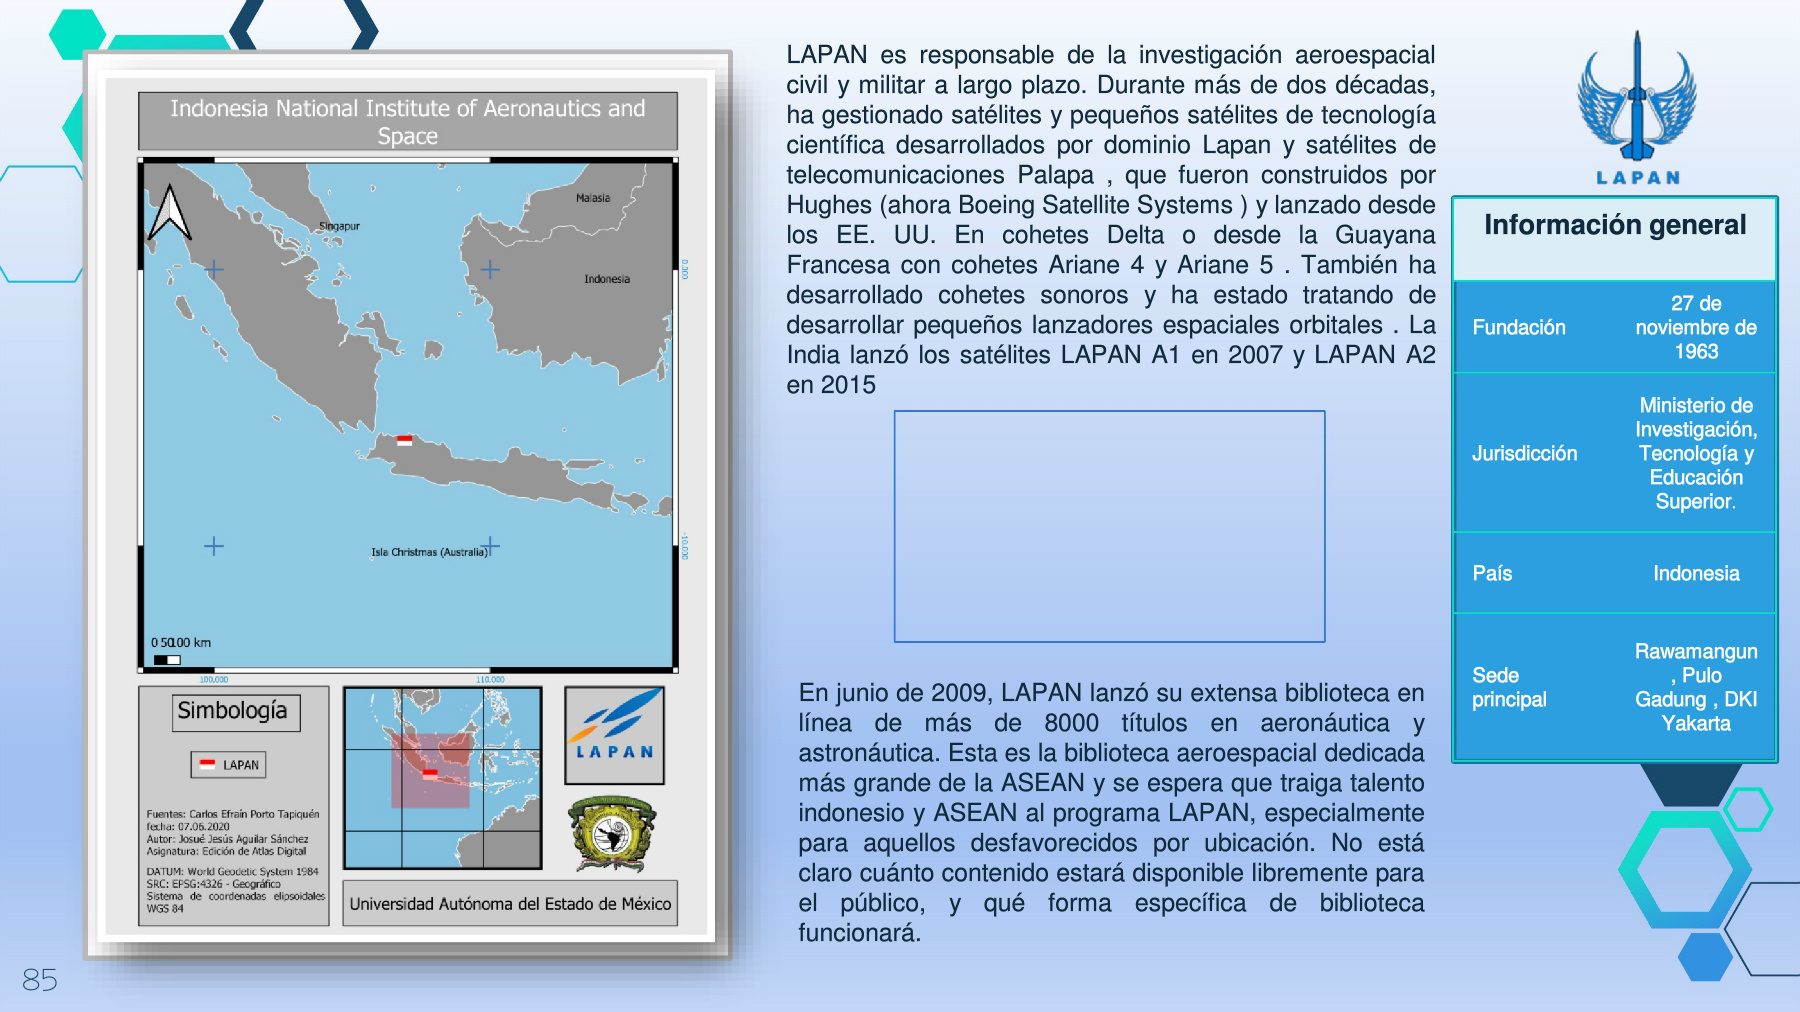 Indonesia National Institute of Aeronautics and
Space
Malasia
Singapur
Indonesia
0.000
-10.000
Isla Christmas (Australia)
0 50 100 km
100.000
110.000
Simbología
LAPAN
Fuentes: Carlos Efraín Porto Tapiquén
fecha: 07.06.2020
Autor: Josué Jesús Aguilar Sánchez
Asignatura: Edición de Atlas Digital
DATUM: World Geodetic System 1984
SRC: EPSG:4326 - Geográfico
Sistema de coordenadas elipsoidales
WGS 84
LAPAN
Universidad Autónoma del Estado de México
LAPAN es responsable de la investigación aeroespacial
civil y militar a largo plazo. Durante más de dos décadas,
ha gestionado satélites y pequeños satélites de tecnología
científica desarrollados por dominio Lapan y satélites de
telecomunicaciones Palapa , que fueron construidos por
Hughes (ahora Boeing Satellite Systems ) y lanzado desde
los EE. UU. En cohetes Delta o desde la Guayana
Francesa con cohetes Ariane 4 y Ariane 5 . También ha
desarrollado cohetes sonoros y ha estado tratando de
desarrollar pequeños lanzadores espaciales orbitales . La
India lanzó los satélites LAPAN A1 en 2007 y LAPAN A2
en 2015
En junio de 2009, LAPAN lanzó su extensa biblioteca en
línea de más de 8000 títulos en aeronáutica y
astronáutica. Esta es la biblioteca aeroespacial dedicada
más grande de la ASEAN y se espera que traiga talento
indonesio y ASEAN al programa LAPAN, especialmente
para aquellos desfavorecidos por ubicación. No está
claro cuánto contenido estará disponible libremente para
el público, y qué forma específica de biblioteca
funcionará.
LAPAN
Información general
Fundación
27 de
noviembre de
1963
Jurisdicción
Ministerio de
Investigación,
Tecnología y
Educación
Superior.
País
Indonesia
Sede
principal
Rawamangun
, Pulo
Gadung , DKI
Yakarta
85